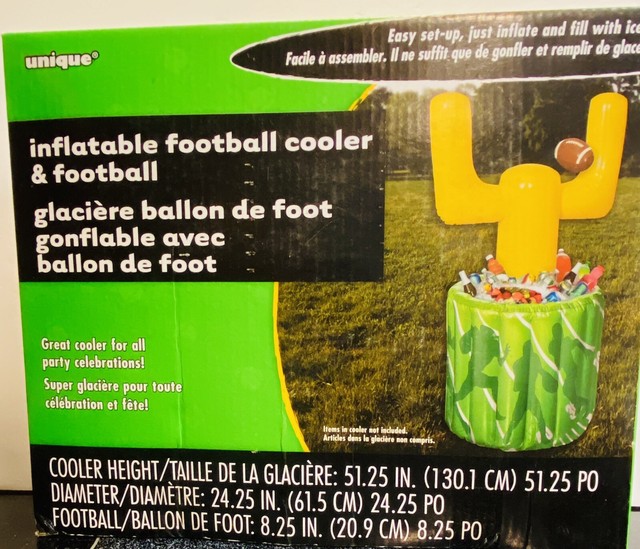 unique®
Easy set-up, just inflate and fill with ice
Facile à assembler. Il ne suffit que de gonfler et remplir de glace
inflatable football cooler
& football
glacière ballon de foot
gonflable avec
ballon de foot
Great cooler for all
party celebrations!
Super glacière pour toute
célébration et fête!
Items in cooler not included.
Articles dans la glacière non compris.
COOLER HEIGHT/TAILLE DE LA GLACIÈRE: 51.25 IN. (130.1 CM) 51.25 PO
DIAMETER/DIAMÈTRE: 24.25 IN. (61.5 CM) 24.25 PO
FOOTBALL/BALLON DE FOOT: 8.25 IN. (20.9 CM) 8.25 PO